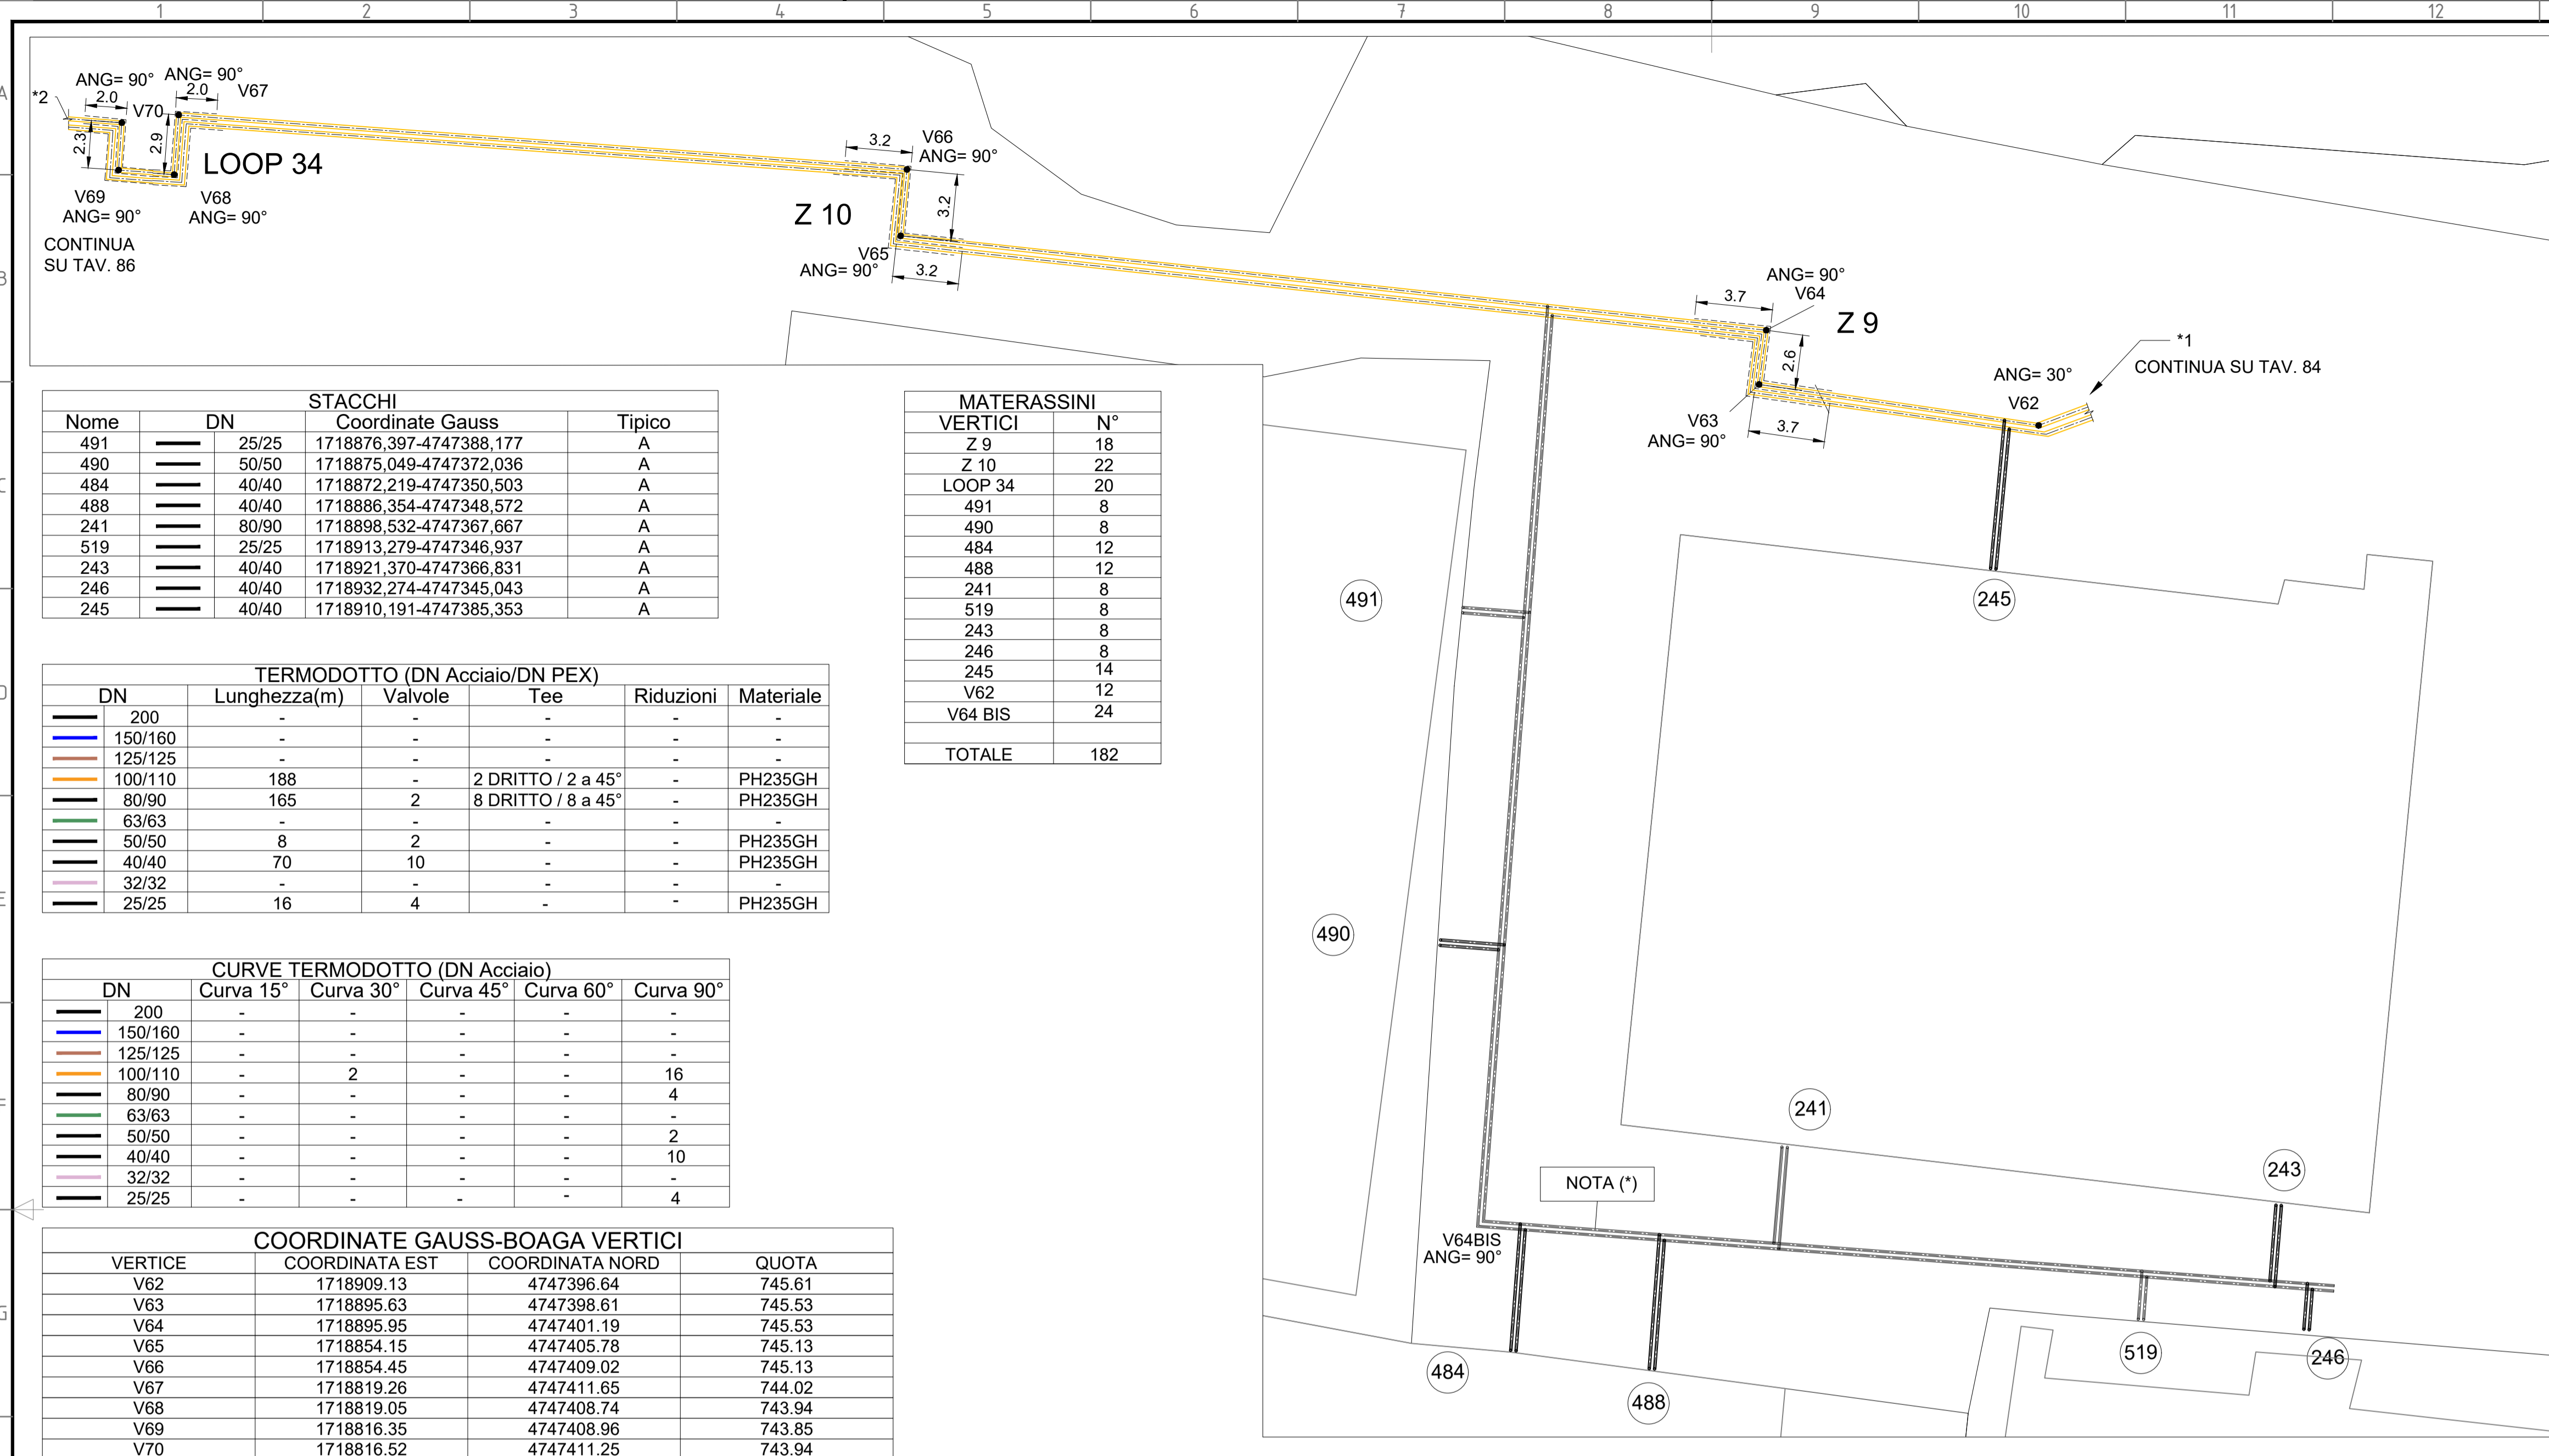 1 2 3 4 5 6 7 8 9 10 11 12
ANG= 90° ANG= 90°
*2 2.0 V70 2.0 V67
2.3 2.9 LOOP 34
V69 V68
ANG= 90° ANG= 90°
CONTINUA
SU TAV. 86
3.2 V66
ANG= 90°
Z 10 3.2
V65
ANG= 90° 3.2
ANG= 90°
3.7 V64
Z 9
2.6
V63
ANG= 90° 3.7
ANG= 30°
V62
*1
CONTINUA SU TAV. 84
STACCHI
Nome DN Coordinate Gauss Tipico
491 25/25 1718876,397-4747388,177 A
490 50/50 1718875,049-4747372,036 A
484 40/40 1718872,219-4747350,503 A
488 40/40 1718886,354-4747348,572 A
241 80/90 1718898,532-4747367,667 A
519 25/25 1718913,279-4747346,937 A
243 40/40 1718921,370-4747366,831 A
246 40/40 1718932,274-4747345,043 A
245 40/40 1718910,191-4747385,353 A
MATERASSINI
VERTICI N°
Z 9 18
Z 10 22
LOOP 34 20
491 8
490 8
484 12
488 12
241 8
519 8
243 8
246 8
245 14
V62 12
V64 BIS 24
TOTALE 182
TERMODOTTO (DN Acciaio/DN PEX)
DN Lunghezza(m) Valvole Tee Riduzioni Materiale
200 - - - - -
150/160 - - - - -
125/125 - - - - -
100/110 188 - 2 DRITTO / 2 a 45° - PH235GH
80/90 165 2 8 DRITTO / 8 a 45° - PH235GH
63/63 - - - - -
50/50 8 2 - - PH235GH
40/40 70 10 - - PH235GH
32/32 - - - - -
25/25 16 4 - - PH235GH
CURVE TERMODOTTO (DN Acciaio)
DN Curva 15° Curva 30° Curva 45° Curva 60° Curva 90°
200 - - - - -
150/160 - - - - -
125/125 - - - - -
100/110 - 2 - - 16
80/90 - - - - 4
63/63 - - - - -
50/50 - - - - 2
40/40 - - - - 10
32/32 - - - - -
25/25 - - - - 4
COORDINATE GAUSS-BOAGA VERTICI
VERTICE COORDINATA EST COORDINATA NORD QUOTA
V62 1718909.13 4747396.64 745.61
V63 1718895.63 4747398.61 745.53
V64 1718895.95 4747401.19 745.53
V65 1718854.15 4747405.78 745.13
V66 1718854.45 4747409.02 745.13
V67 1718819.26 4747411.65 744.02
V68 1718819.05 4747408.74 743.94
V69 1718816.35 4747408.96 743.85
V70 1718816.52 4747411.25 743.94
491
245
490
241
243
NOTA (*)
V64BIS
ANG= 90°
484
488
519
246